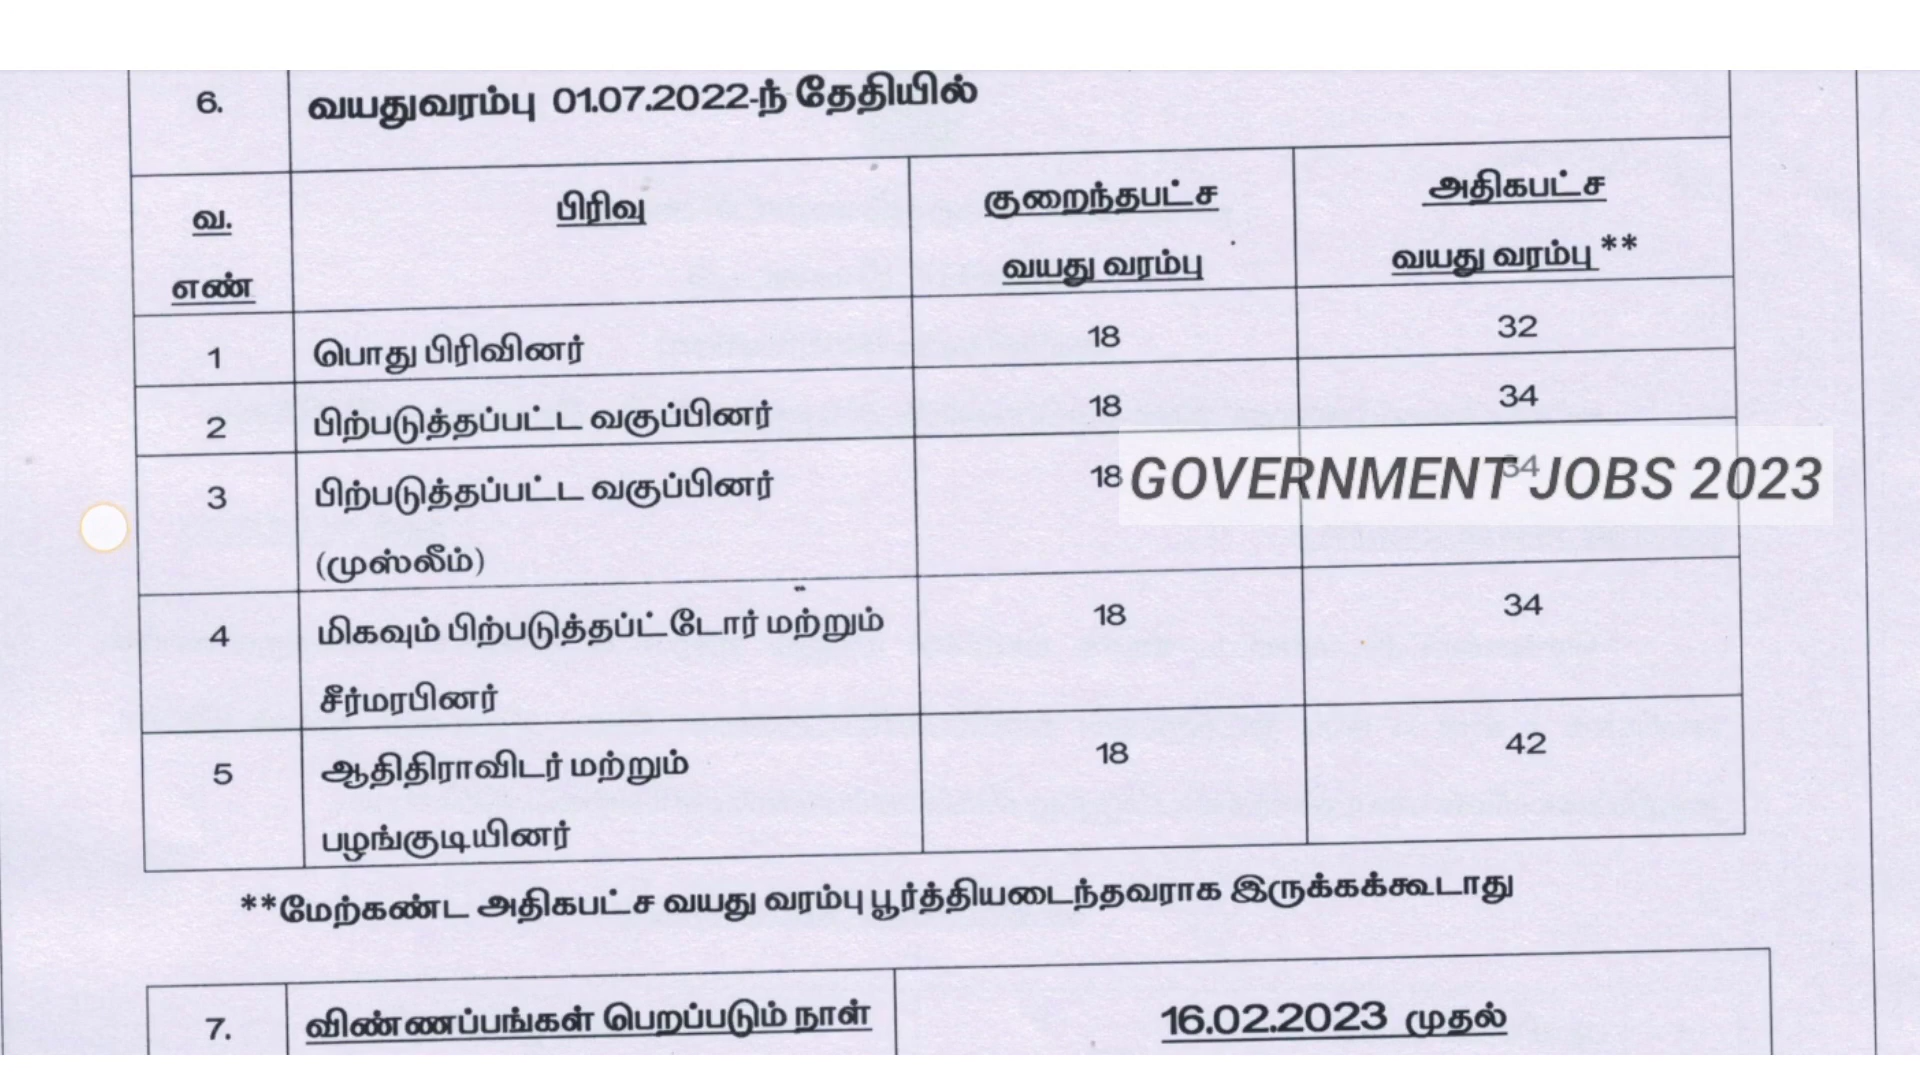 6. வயதுவரம்பு 01.07.2022-ந் தேதியில்
வ. எண் பிரிவு குறைந்தபட்ச வயது வரம்பு அதிகபட்ச வயது வரம்பு **
1 பொது பிரிவினர் 18 32
2 பிற்படுத்தப்பட்ட வகுப்பினர் 18 34
3 பிற்படுத்தப்பட்ட வகுப்பினர் 18 34
(முஸ்லீம்)
GOVERNMENT JOBS 2023
4 மிகவும் பிற்படுத்தப்ட்டோர் மற்றும் 18 34
சீர்மரபினர்
5 ஆதிதிராவிடர் மற்றும் 18 42
பழங்குடியினர்
**மேற்கண்ட அதிகபட்ச வயது வரம்பு பூர்த்தியடைந்தவராக இருக்கக்கூடாது
7. விண்ணப்பங்கள் பெறப்படும் நாள் 16.02.2023 முதல்